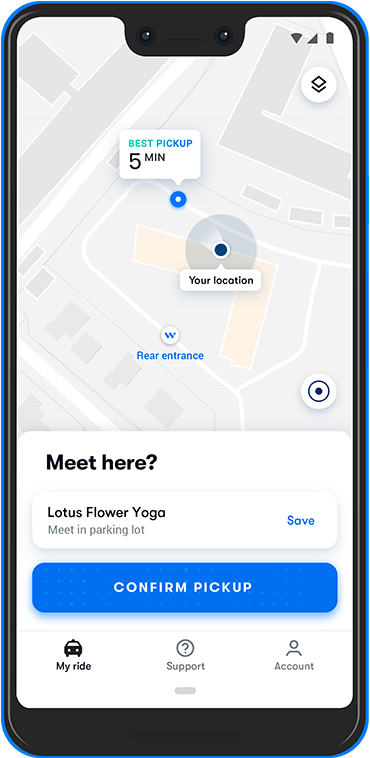 BEST PICKUP
5 MIN
Your location
w
Rear entrance
Meet here?
Lotus Flower Yoga
Meet in parking lot
Save
CONFIRM PICKUP
My ride
Support
Account